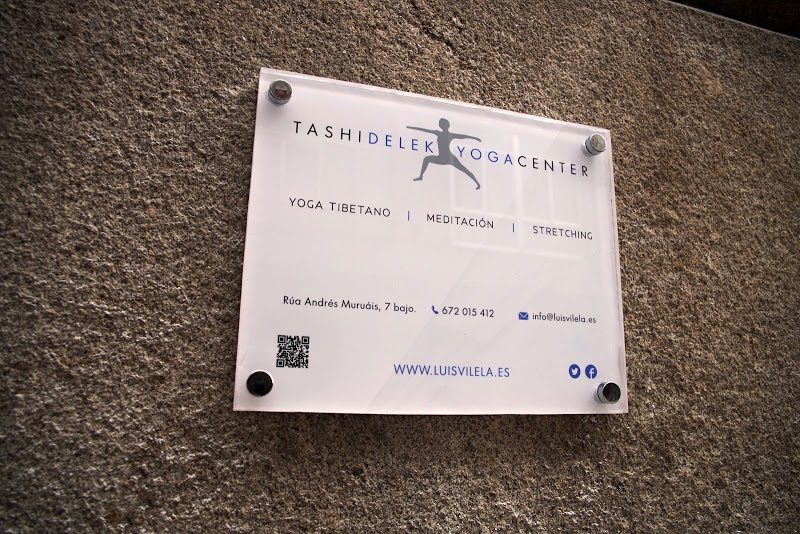 TASHIDELEK YOGACENTER
YOGA TIBETANO | MEDITACIÓN | STRETCHING
Rúa Andrés Muruáis, 7 bajo. 672 015 412 info@luisvilela.es
WWW.LUISVILELA.ES